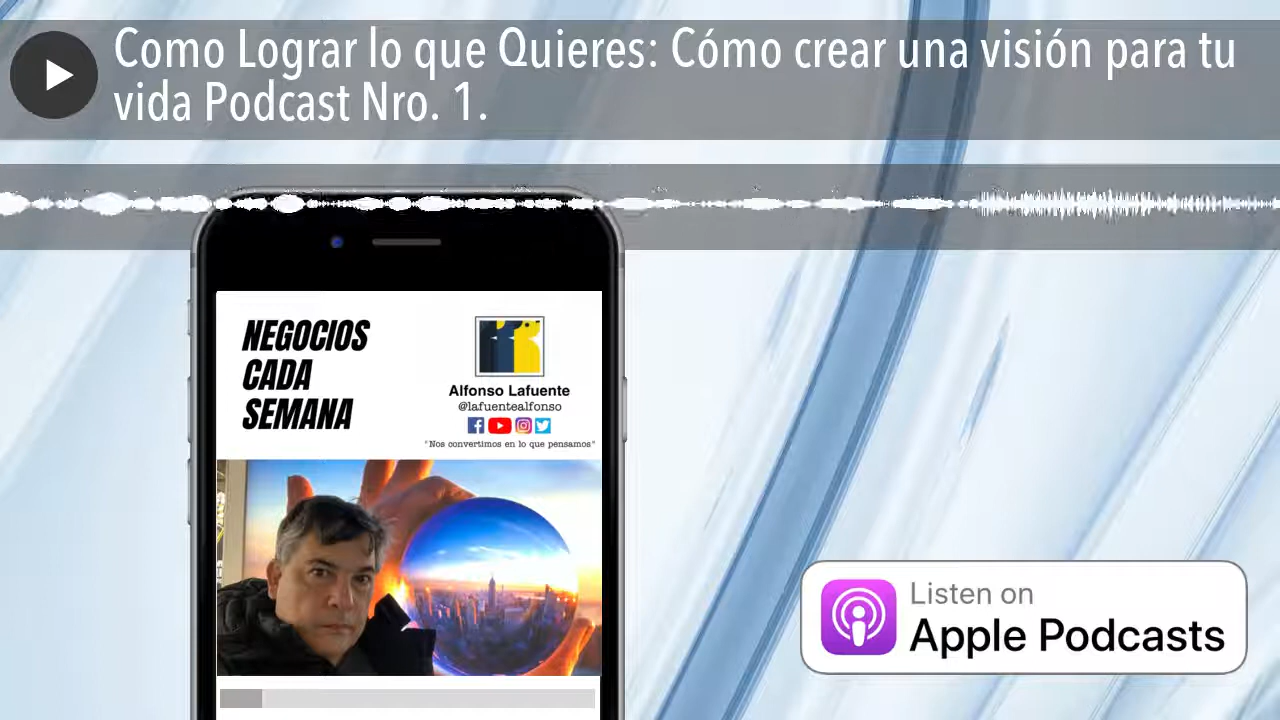 Como Lograr lo que Quieres: Cómo crear una visión para tu
vida Podcast Nro. 1.
NEGOCIOS
CADA
SEMANA
Alfonso Lafuente
@lafuentealfonso
"Nos convertimos en lo que pensamos"
Listen on
Apple Podcasts